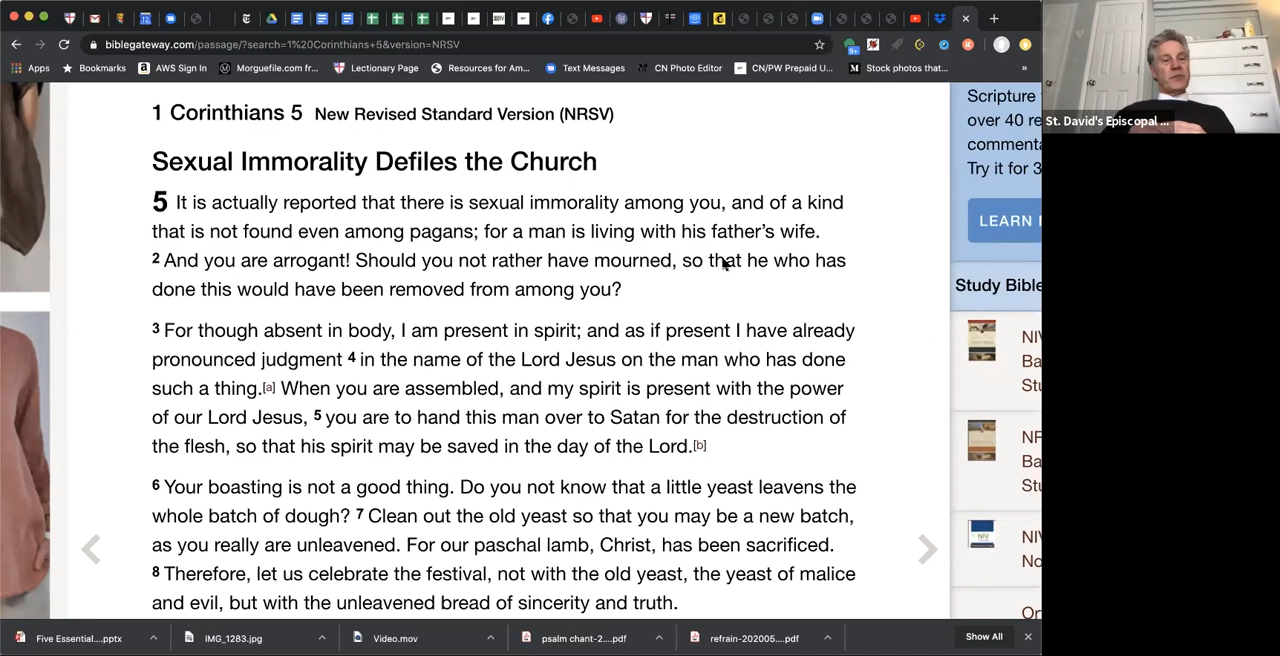 biblegateway.com/passage/?search=1%20Corinthians+5&version=NRSV
9+
Apps
Bookmarks
AWS Sign In
Morguefile.com fr...
Lectionary Page
Resources for Am...
Text Messages
CN Photo Editor
CN/PW Prepaid U...
Stock photos that...
»
1 Corinthians 5 New Revised Standard Version (NRSV)
Sexual Immorality Defiles the Church
5 It is actually reported that there is sexual immorality among you, and of a kind
that is not found even among pagans; for a man is living with his father’s wife.
2 And you are arrogant! Should you not rather have mourned, so that he who has
done this would have been removed from among you?
3 For though absent in body, I am present in spirit; and as if present I have already
pronounced judgment 4 in the name of the Lord Jesus on the man who has done
such a thing.[a] When you are assembled, and my spirit is present with the power
of our Lord Jesus, 5 you are to hand this man over to Satan for the destruction of
the flesh, so that his spirit may be saved in the day of the Lord.[b]
6 Your boasting is not a good thing. Do you not know that a little yeast leavens the
whole batch of dough? 7 Clean out the old yeast so that you may be a new batch,
as you really are unleavened. For our paschal lamb, Christ, has been sacrificed.
8 Therefore, let us celebrate the festival, not with the old yeast, the yeast of malice
and evil, but with the unleavened bread of sincerity and truth.
Scripture
over 40 re
commenta
Try it for 3
LEARN
Study Bible
NIV
Ba
Stu
NF
Ba
Stu
NIV
No
Or
St. David's Episcopal ...
Five Essential....pptx
IMG_1283.jpg
Video.mov
psalm chant-2....pdf
refrain-202005....pdf
Show All